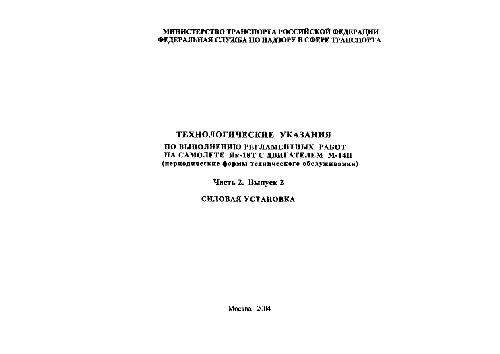 МИНИСТЕРСТВО ТРАНСПОРТА РОССИЙСКОЙ ФЕДЕРАЦИИ
ФЕДЕРАЛЬНАЯ СЛУЖБА ПО НАДЗОРУ В СФЕРЕ ТРАНСПОРТА
ТЕХНОЛОГИЧЕСКИЕ УКАЗАНИЯ
ПО ВЫПОЛНЕНИЮ РЕГЛАМЕНТНЫХ РАБОТ
НА САМОЛЕТЕ Як-18Т С ДВИГАТЕЛЕМ М-14П
(периодические формы технического обслуживания)
Часть 2. Выпуск 2
СИЛОВАЯ УСТАНОВКА
Москва 2004